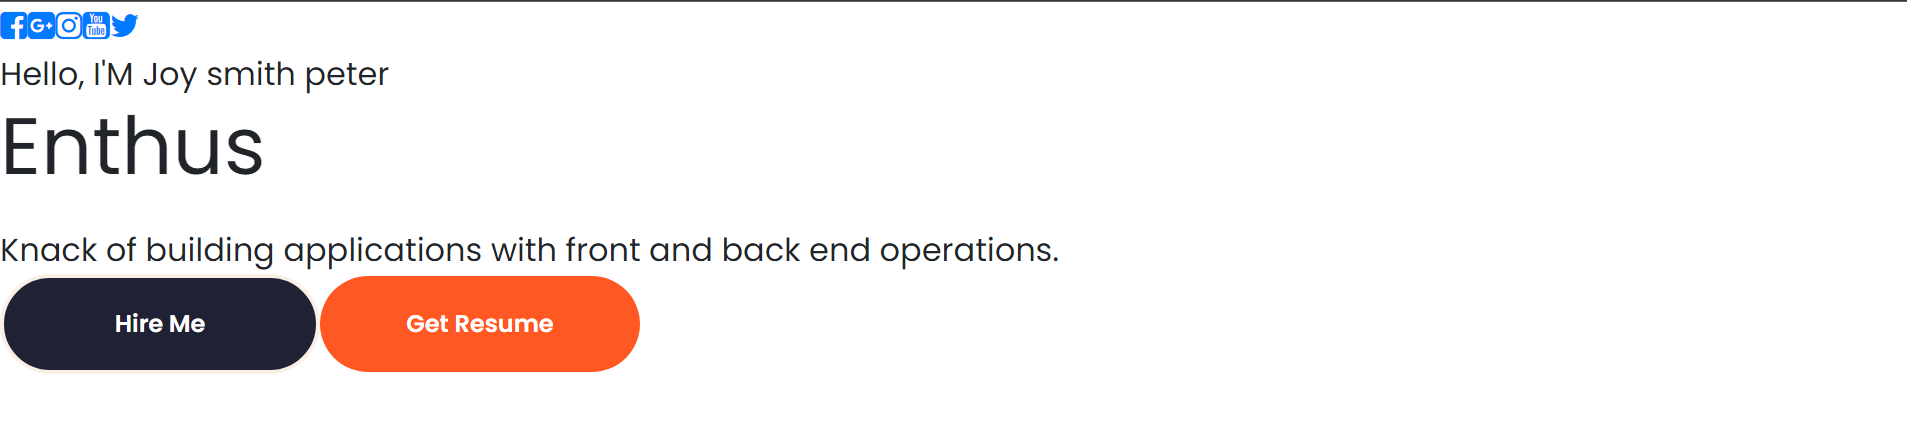 f G+ You Tube
Hello, I'M Joy smith peter
Enthus
Knack of building applications with front and back end operations.
Hire Me Get Resume